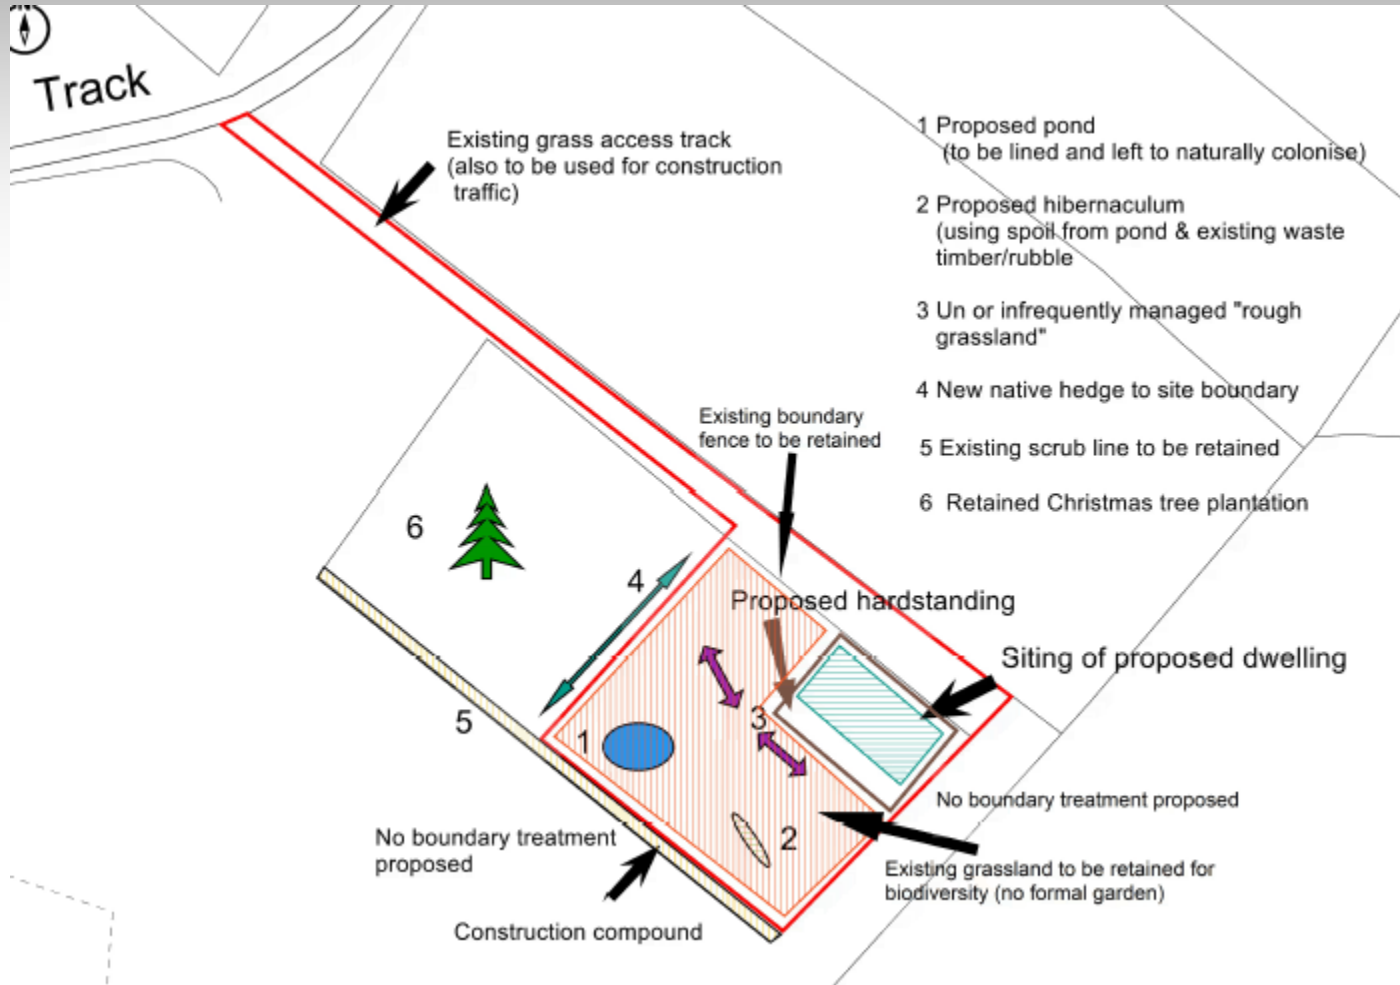 N
Track
Existing grass access track
(also to be used for construction
traffic)
1 Proposed pond
(to be lined and left to naturally colonise)
2 Proposed hibernaculum
(using spoil from pond & existing waste
timber/rubble
3 Un or infrequently managed "rough
grassland"
4 New native hedge to site boundary
5 Existing scrub line to be retained
6 Retained Christmas tree plantation
Existing boundary
fence to be retained
6
4
Proposed hardstanding
Siting of proposed dwelling
5
3
1
2
No boundary treatment proposed
No boundary treatment
proposed
Existing grassland to be retained for
biodiversity (no formal garden)
Construction compound